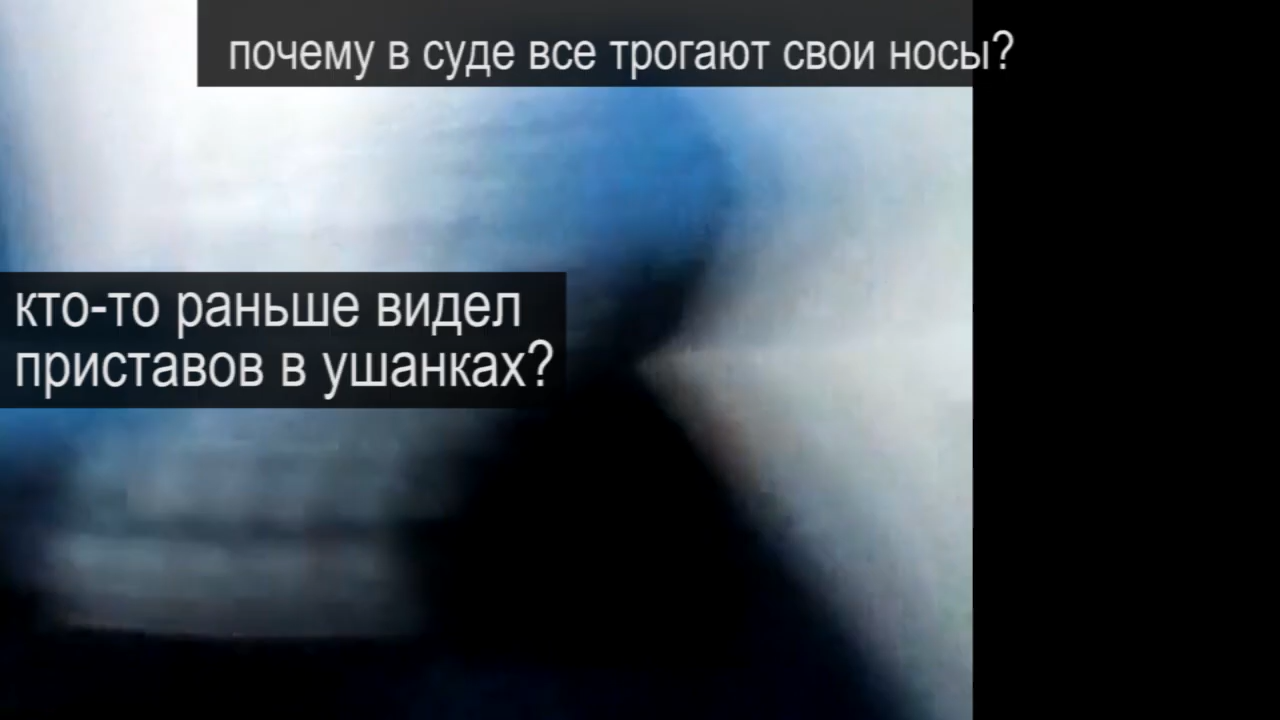 почему в суде все трогают свои носы?
кто-то раньше видел
приставов в ушанках?